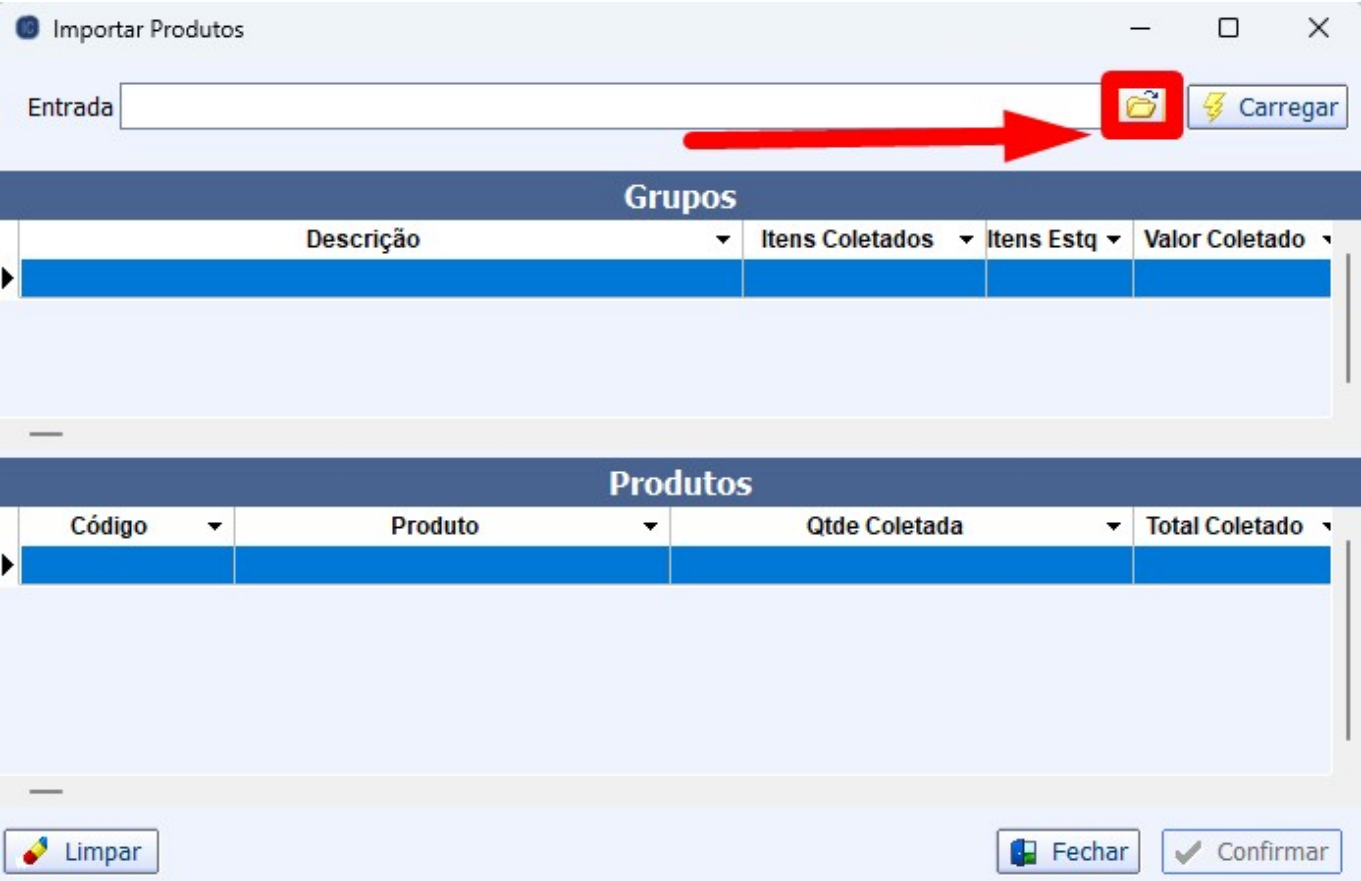 Importar Produtos
Entrada Carregar
Grupos
Descrição Itens Coletados Itens Estq Valor Coletado
Produtos
Código Produto Qtde Coletada Total Coletado
Limpar Fechar Confirmar